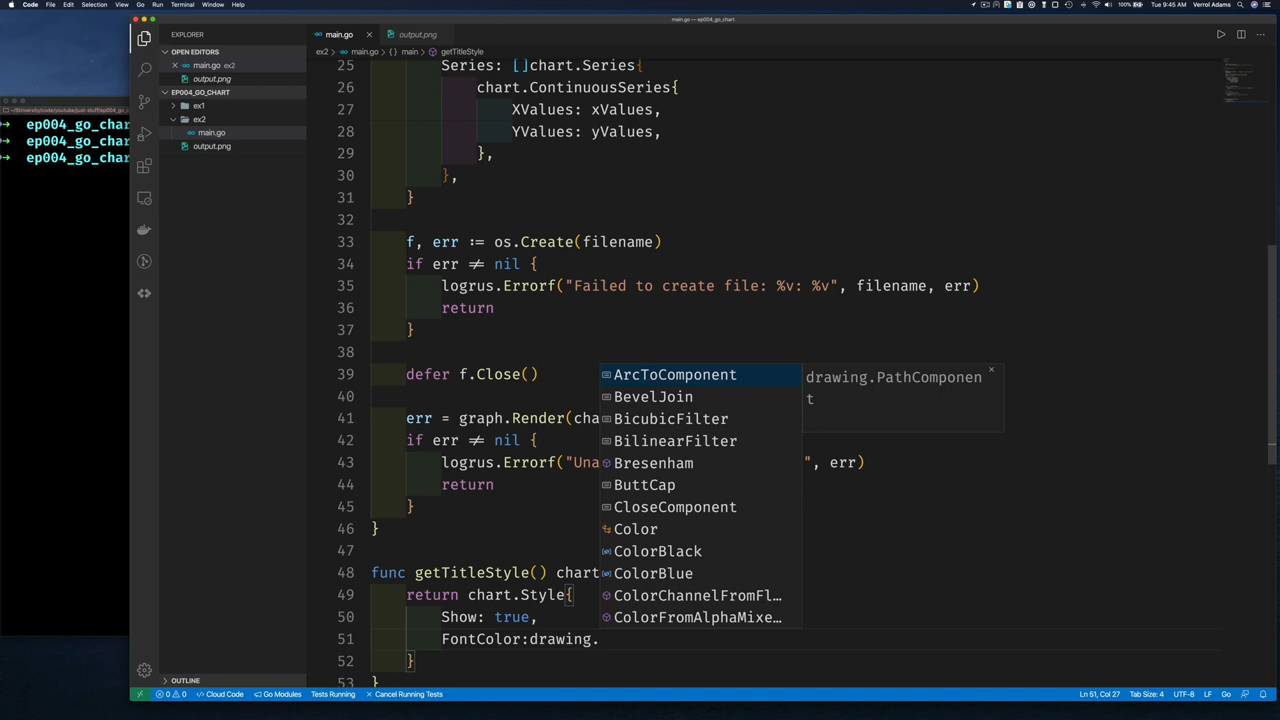 Code File Edit Selection View Go Run Terminal Window Help 100% Tue 9:45 AM Verrol Adams
main.go — ep004_go_chart
EXPLORER
main.go
output.png
OPEN EDITORS
ex2 > main.go > {} main > getTitleStyle
main.go ex2
output.png
EP004_GO_CHART
ex1
ex2
main.go
output.png
ep004_go_char
ep004_go_char
ep004_go_char
25 Series: []chart.Series{
26 chart.ContinuousSeries{
27 XValues: xValues,
28 YValues: yValues,
29 },
30 },
31 }
32
33 f, err := os.Create(filename)
34 if err ≠ nil {
35 logrus.Errorf("Failed to create file: %v: %v", filename, err)
36 return
37 }
38
39 defer f.Close()
40
41 err = graph.Render(cha
42 if err ≠ nil {
43 logrus.Errorf("Una ", err)
44 return
45 }
46 }
47
48 func getTitleStyle() chart
49 return chart.Style{
50 Show: true,
51 FontColor:drawing.
52 }
53 }
ArcToComponent
BevelJoin
BicubicFilter
BilinearFilter
Bresenham
ButtCap
CloseComponent
Color
ColorBlack
ColorBlue
ColorChannelFromFl…
ColorFromAlphaMixe…
drawing.PathComponen
t
OUTLINE
0 0 Cloud Code Go Modules Tests Running Cancel Running Tests Ln 51, Col 27 Tab Size: 4 UTF-8 LF Go